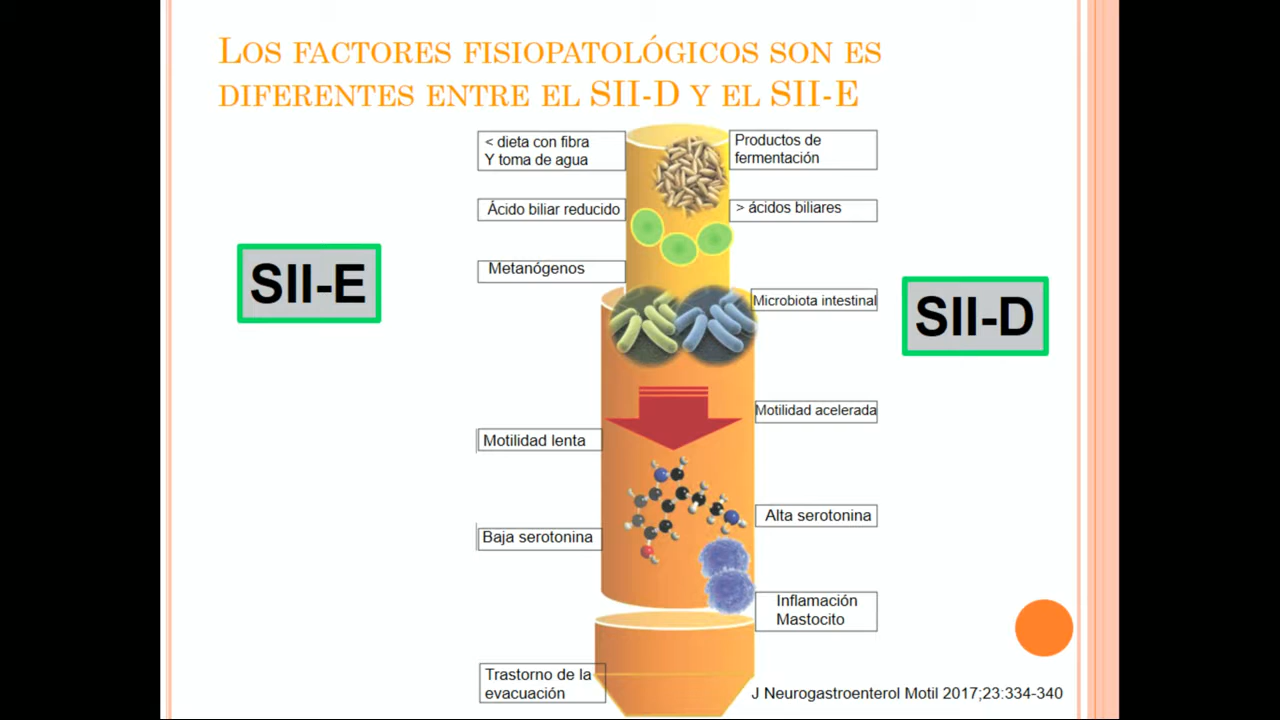 LOS FACTORES FISIOPATOLÓGICOS SON ES
DIFERENTES ENTRE EL SII-D Y EL SII-E
< dieta con fibra
Y toma de agua
Productos de
fermentación
Ácido biliar reducido
> ácidos biliares
Metanógenos
SII-E
Microbiota intestinal
SII-D
Motilidad acelerada
Motilidad lenta
Alta serotonina
Baja serotonina
Inflamación
Mastocito
Trastorno de la
evacuación
J Neurogastroenterol Motil 2017;23:334-340